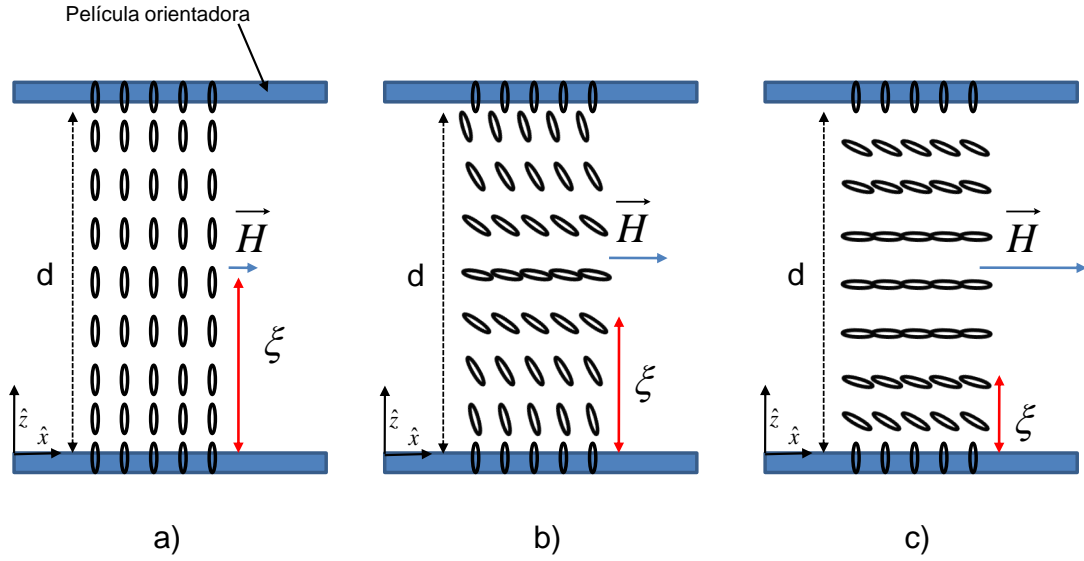 Película orientadora
d
H
ξ
ẑ
x̂
d
H
ξ
ẑ
x̂
d
H
ξ
ẑ
x̂
a)
b)
c)